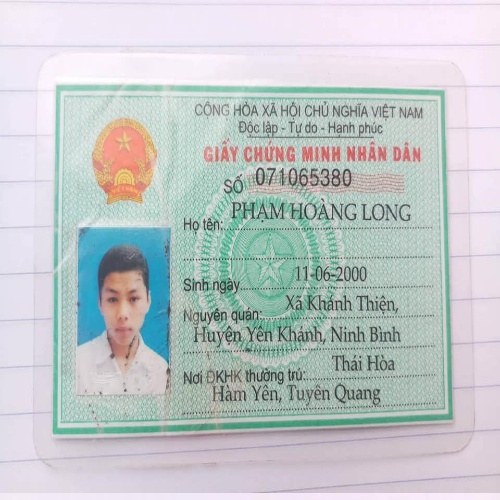 CỘNG HÒA XÃ HỘI CHỦ NGHĨA VIỆT NAM
Độc lập - Tự do - Hạnh phúc
GIẤY CHỨNG MINH NHÂN DÂN
SỐ 071065380
Họ tên: PHẠM HOÀNG LONG
Sinh ngày 11-06-2000
Nguyên quán: Xã Khánh Thiện,
Huyện Yên Khánh, Ninh Bình
Nơi ĐKHK thường trú: Thái Hòa
Hàm Yên, Tuyên Quang
VIỆT NAM